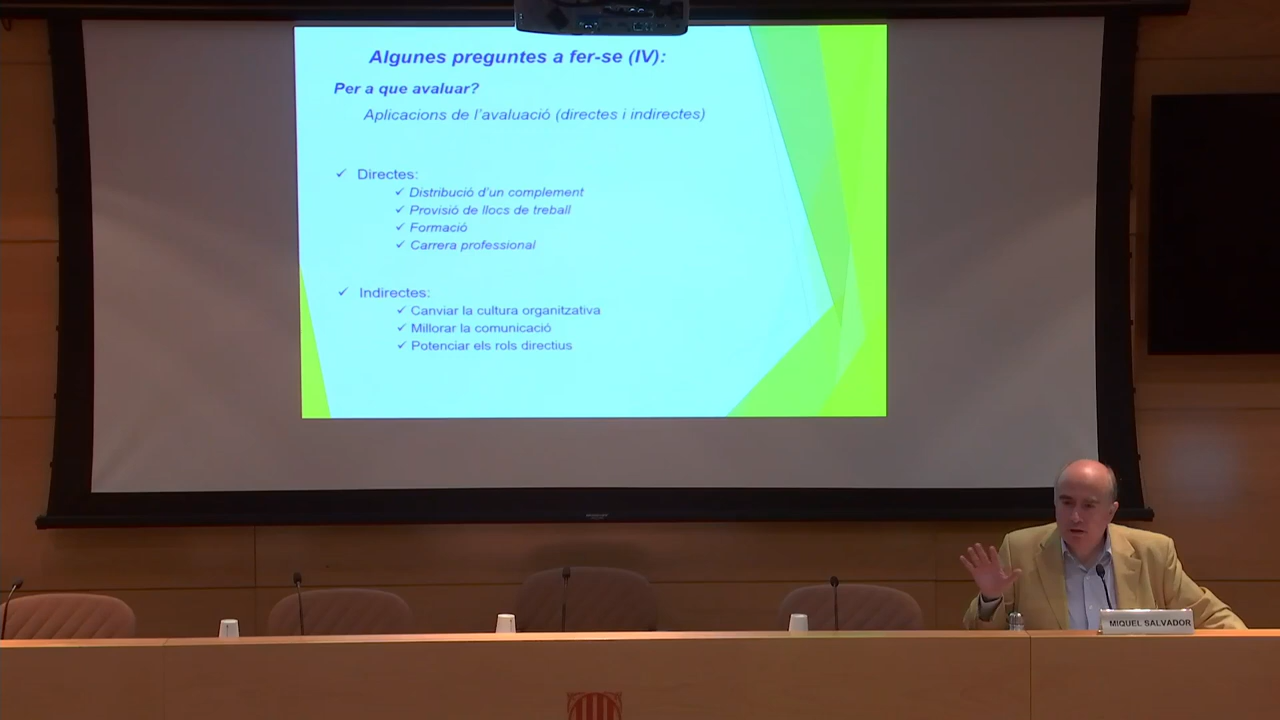 Algunes preguntes a fer-se (IV):
Per a que avaluar?
Aplicacions de l'avaluació (directes i indirectes)
✓ Directes:
✓ Distribució d'un complement
✓ Provisió de llocs de treball
✓ Formació
✓ Carrera professional
✓ Indirectes:
✓ Canviar la cultura organitzativa
✓ Millorar la comunicació
✓ Potenciar els rols directius
MIQUEL SALVADOR